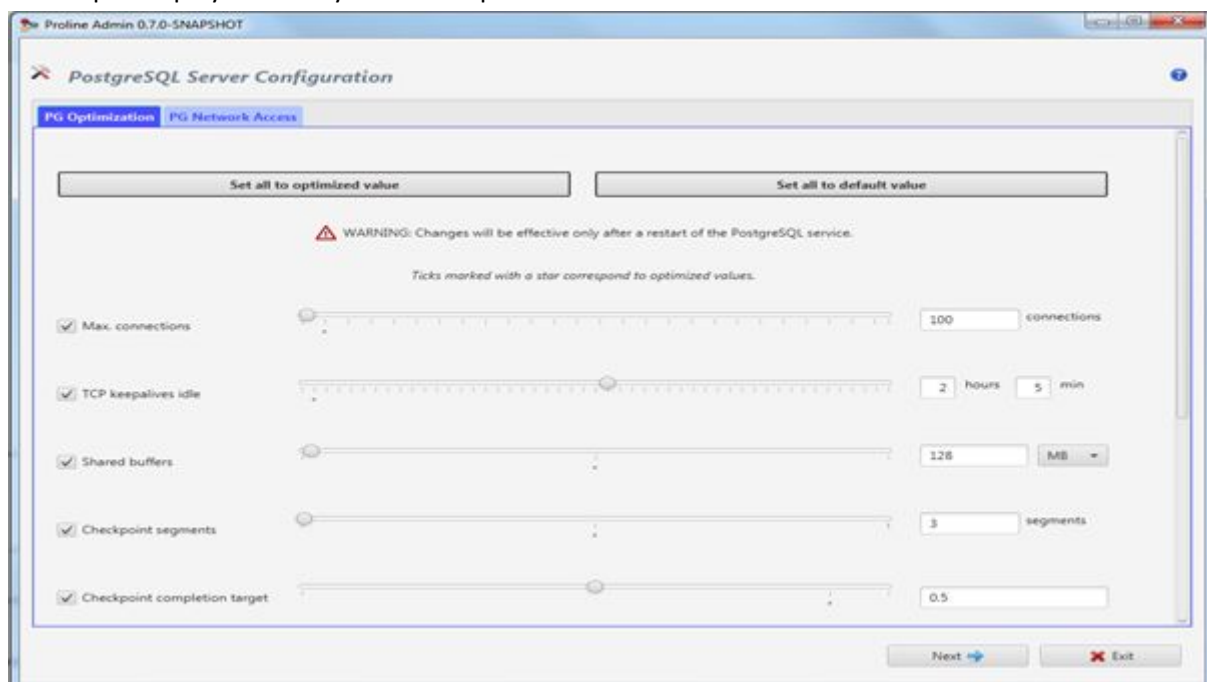 Proline Admin 0.7.0-SNAPSHOT
PostgreSQL Server Configuration
PG Optimization PG Network Access
Set all to optimized value Set all to default value
WARNING: Changes will be effective only after a restart of the PostgreSQL service.
Ticks marked with a star correspond to optimized values.
Max. connections 100 connections
TCP keepalives idle 2 hours 5 min
Shared buffers 128 MB
Checkpoint segments 3 segments
Checkpoint completion target 0.5
Next Exit